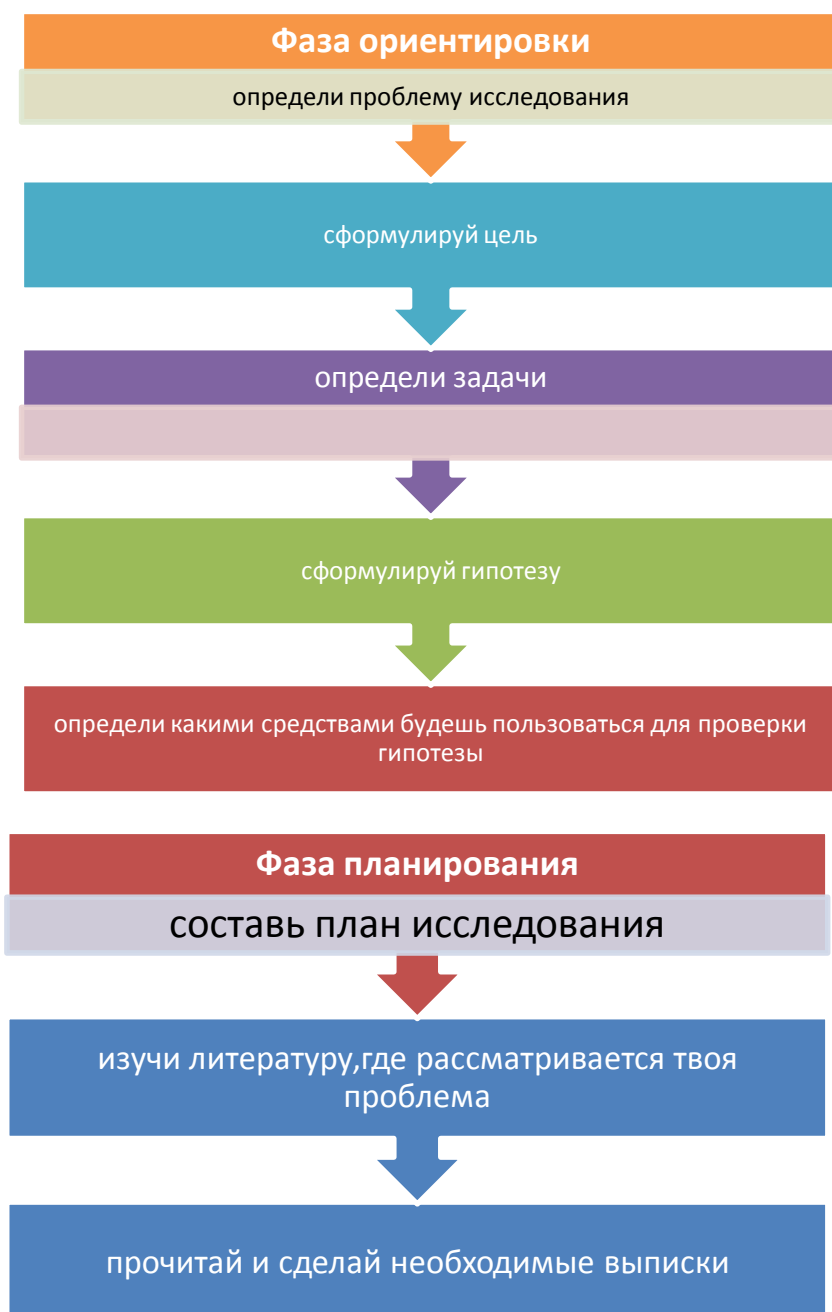 Фаза ориентировки
определи проблему исследования
сформулируй цель
определи задачи
сформулируй гипотезу
определи какими средствами будешь пользоваться для проверки
гипотезы
Фаза планирования
составь план исследования
изучи литературу,где рассматривается твоя
проблема
прочитай и сделай необходимые выписки